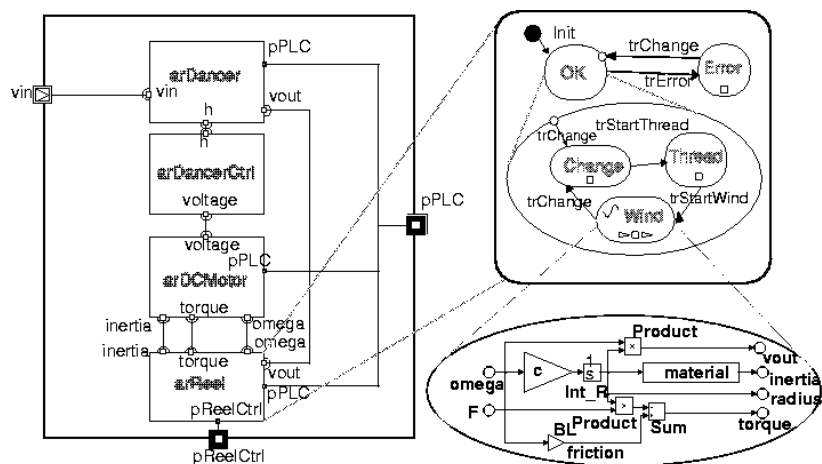 pPLC
arDancer
vin
vin
vout
h
h
arDancerCtrl
voltage
voltage
pPLC
pPLC
arDCMotor
torque
inertia
omega
inertia
torque
omega
arReel
vout
pPLC
pReelCtrl
pReelCtrl
Init
trChange
OK
Error
trError
trChange
trStartThread
Change
Thread
trChange
trStartWind
Wind
Product
x
vout
omega
c
1
s
material
inertia
Int_R
radius
F
Product
Sum
torque
BL
friction